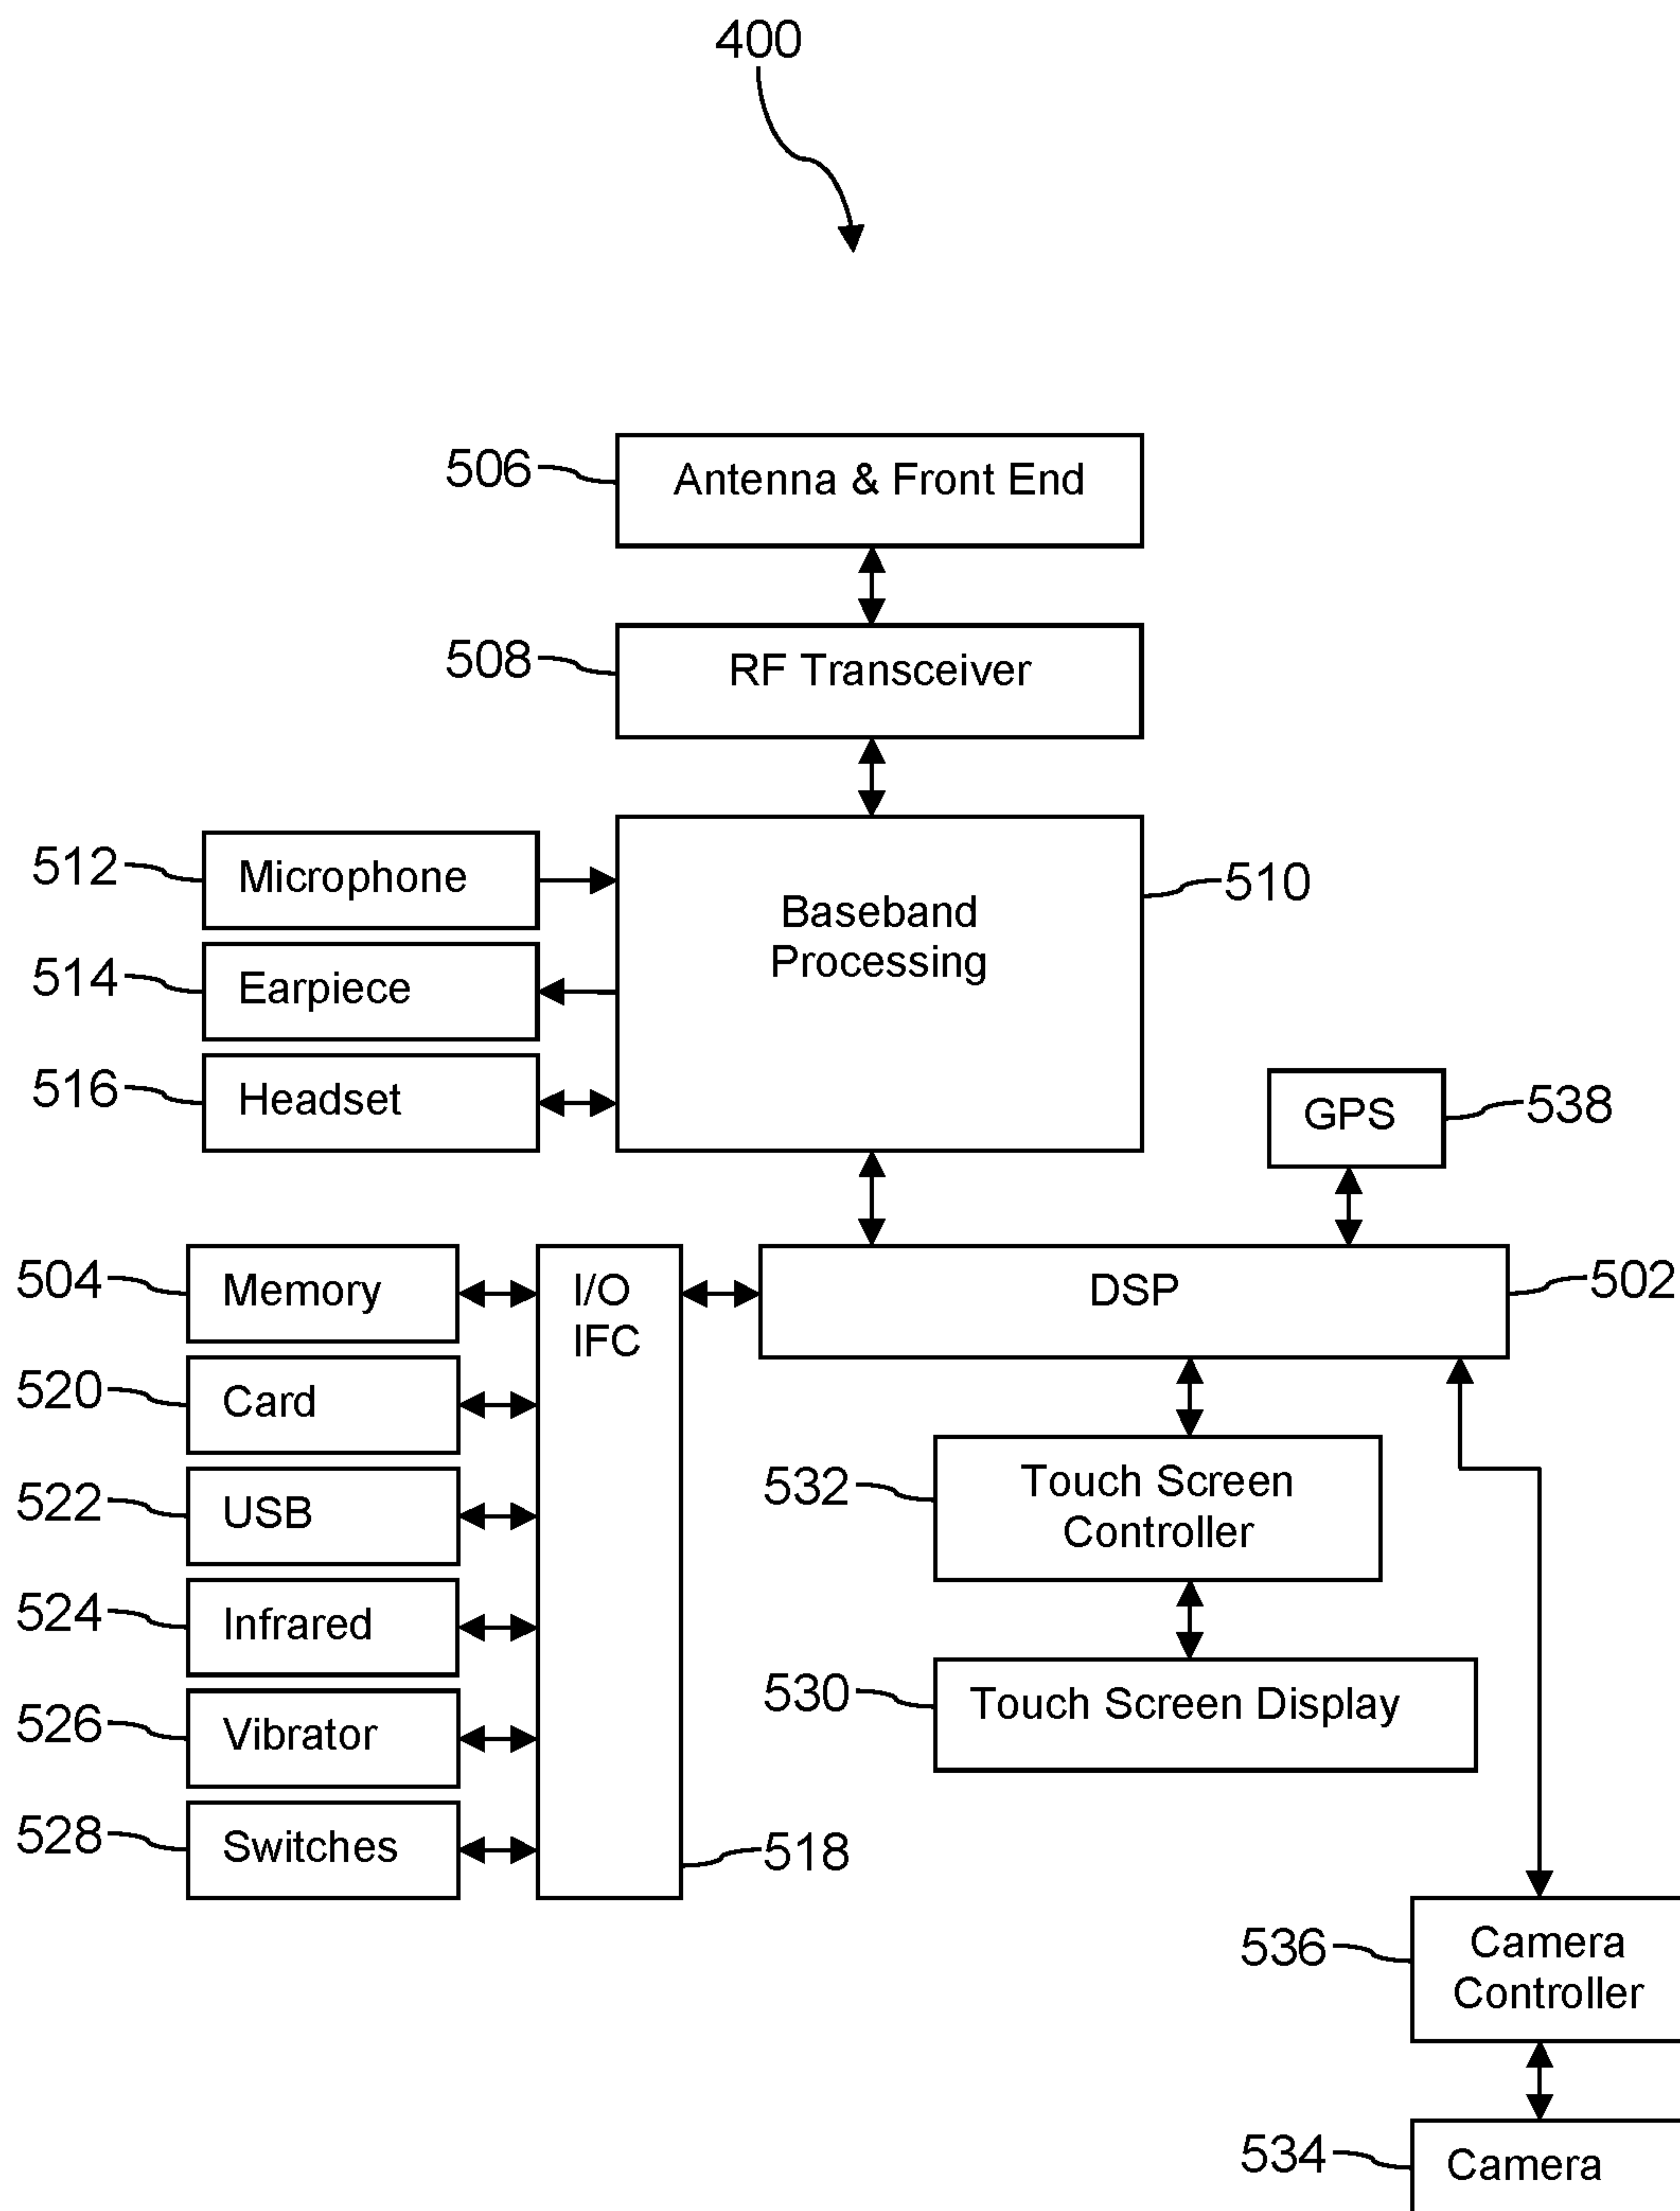 400
506
Antenna & Front End
508
RF Transceiver
512
Microphone
Baseband
Processing
510
514
Earpiece
516
Headset
GPS
538
504
Memory
I/O
IFC
DSP
502
520
Card
522
USB
532
Touch Screen
Controller
524
Infrared
530
Touch Screen Display
526
Vibrator
528
Switches
518
536
Camera
Controller
534
Camera